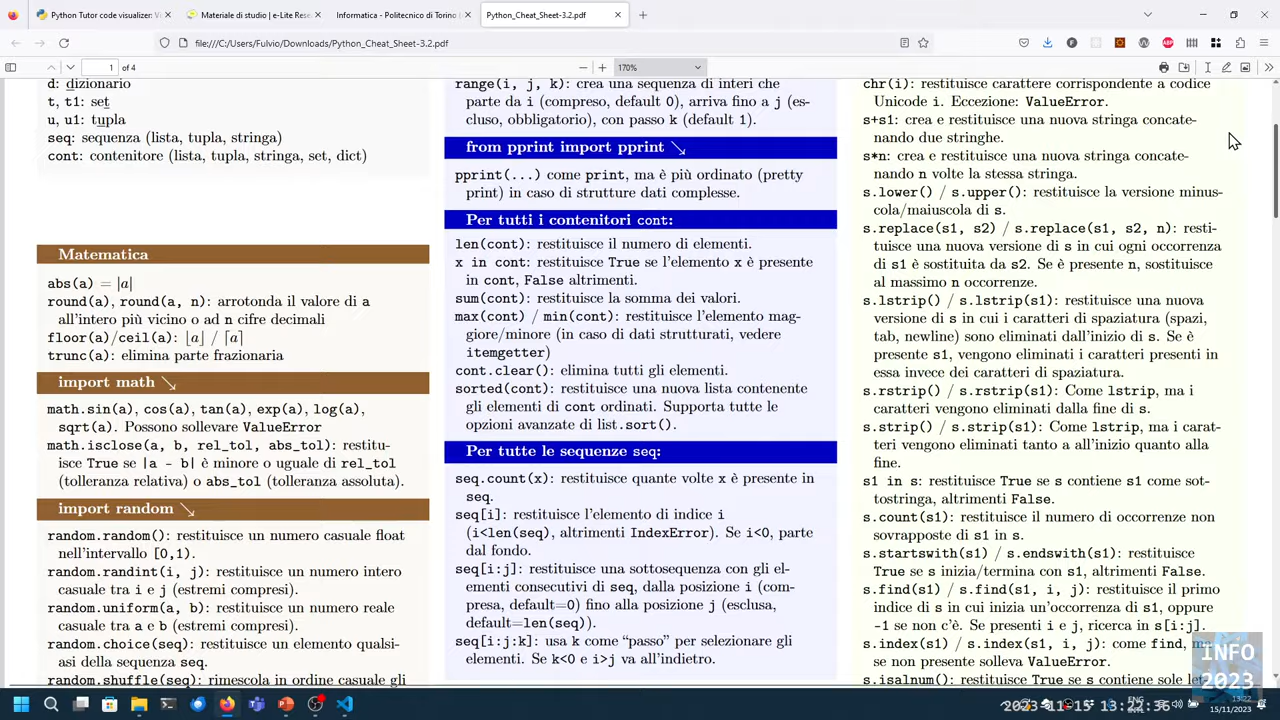 Python Tutor code visualizer: Vi
Materiale di studio | e-Lite Rese
Informatica - Politecnico di Torino
Python_Cheat_Sheet-3.2.pdf
file:///C:/Users/Fulvio/Downloads/Python_Cheat_Sheet-3.2.pdf
1 of 4
170%
d: dizionario
t, t1: set
u, u1: tupla
seq: sequenza (lista, tupla, stringa)
cont: contenitore (lista, tupla, stringa, set, dict)
Matematica
abs(a) = |a|
round(a), round(a, n): arrotonda il valore di a
all'intero più vicino o ad n cifre decimali
floor(a)/ceil(a): ⌊a⌋ / ⌈a⌉
trunc(a): elimina parte frazionaria
import math ↘
math.sin(a), cos(a), tan(a), exp(a), log(a),
sqrt(a). Possono sollevare ValueError
math.isclose(a, b, rel_tol, abs_tol): restitu-
isce True se |a - b| è minore o uguale di rel_tol
(tolleranza relativa) o abs_tol (tolleranza assoluta).
import random ↘
random.random(): restituisce un numero casuale float
nell'intervallo [0,1).
random.randint(i, j): restituisce un numero intero
casuale tra i e j (estremi compresi).
random.uniform(a, b): restituisce un numero reale
casuale tra a e b (estremi compresi).
random.choice(seq): restituisce un elemento qualsi-
asi della sequenza seq.
random.shuffle(seq): rimescola in ordine casuale gli
range(i, j, k): crea una sequenza di interi che
parte da i (compreso, default 0), arriva fino a j (es-
cluso, obbligatorio), con passo k (default 1).
from pprint import pprint ↘
pprint(...) come print, ma è più ordinato (pretty
print) in caso di strutture dati complesse.
Per tutti i contenitori cont:
len(cont): restituisce il numero di elementi.
x in cont: restituisce True se l'elemento x è presente
in cont, False altrimenti.
sum(cont): restituisce la somma dei valori.
max(cont) / min(cont): restituisce l'elemento mag-
giore/minore (in caso di dati strutturati, vedere
itemgetter)
cont.clear(): elimina tutti gli elementi.
sorted(cont): restituisce una nuova lista contenente
gli elementi di cont ordinati. Supporta tutte le
opzioni avanzate di list.sort().
Per tutte le sequenze seq:
seq.count(x): restituisce quante volte x è presente in
seq.
seq[i]: restituisce l'elemento di indice i
(i<len(seq), altrimenti IndexError). Se i<0, parte
dal fondo.
seq[i:j]: restituisce una sottosequenza con gli el-
ementi consecutivi di seq, dalla posizione i (com-
presa, default=0) fino alla posizione j (esclusa,
default=len(seq)).
seq[i:j:k]: usa k come “passo” per selezionare gli
elementi. Se k<0 e i>j va all'indietro.
chr(i): restituisce carattere corrispondente a codice
Unicode i. Eccezione: ValueError.
s+s1: crea e restituisce una nuova stringa concate-
nando due stringhe.
s*n: crea e restituisce una nuova stringa concate-
nando n volte la stessa stringa.
s.lower() / s.upper(): restituisce la versione minus-
cola/maiuscola di s.
s.replace(s1, s2) / s.replace(s1, s2, n): resti-
tuisce una nuova versione di s in cui ogni occorrenza
di s1 è sostituita da s2. Se è presente n, sostituisce
al massimo n occorrenze.
s.lstrip() / s.lstrip(s1): restituisce una nuova
versione di s in cui i caratteri di spaziatura (spazi,
tab, newline) sono eliminati dall'inizio di s. Se è
presente s1, vengono eliminati i caratteri presenti in
essa invece dei caratteri di spaziatura.
s.rstrip() / s.rstrip(s1): Come lstrip, ma i
caratteri vengono eliminati dalla fine di s.
s.strip() / s.strip(s1): Come lstrip, ma i carat-
teri vengono eliminati tanto a all'inizio quanto alla
fine.
s1 in s: restituisce True se s contiene s1 come sot-
tostringa, altrimenti False.
s.count(s1): restituisce il numero di occorrenze non
sovrapposte di s1 in s.
s.startswith(s1) / s.endswith(s1): restituisce
True se s inizia/termina con s1, altrimenti False.
s.find(s1) / s.find(s1, i, j): restituisce il primo
indice di s in cui inizia un'occorrenza di s1, oppure
-1 se non c'è. Se presenti i e j, ricerca in s[i:j].
s.index(s1) / s.index(s1, i, j): come find, ma
se non presente solleva ValueError.
s.isalnum(): restituisce True se s contiene sole let
INFO
2023
ENG
13:22
15/11/2023
2023-11-15 13:22:35